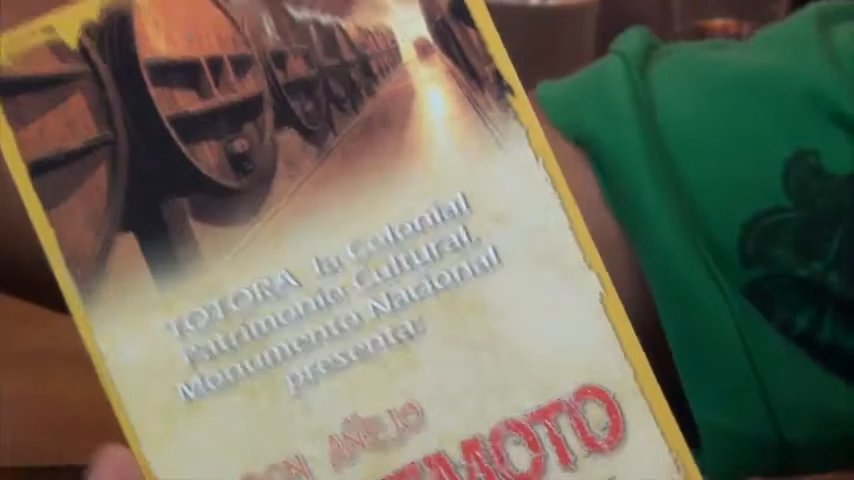 TOTORA la Colonial
Patrimonio Cultural,
Monumento Nacional
presenta:
AÑEJO